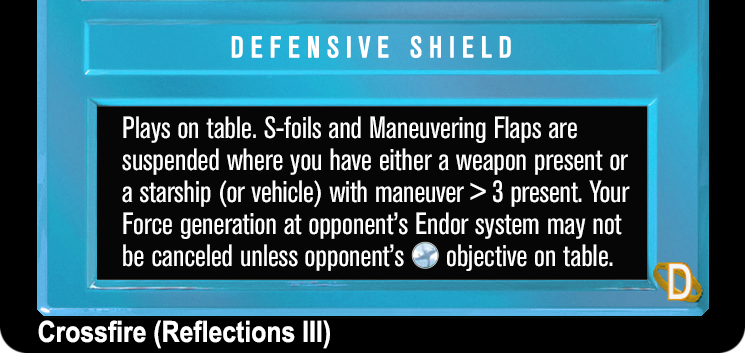 DEFENSIVE SHIELD
Plays on table. S-foils and Maneuvering Flaps are
suspended where you have either a weapon present or
a starship (or vehicle) with maneuver > 3 present. Your
Force generation at opponent’s Endor system may not
be canceled unless opponent’s objective on table.
D
Crossfire (Reflections III)